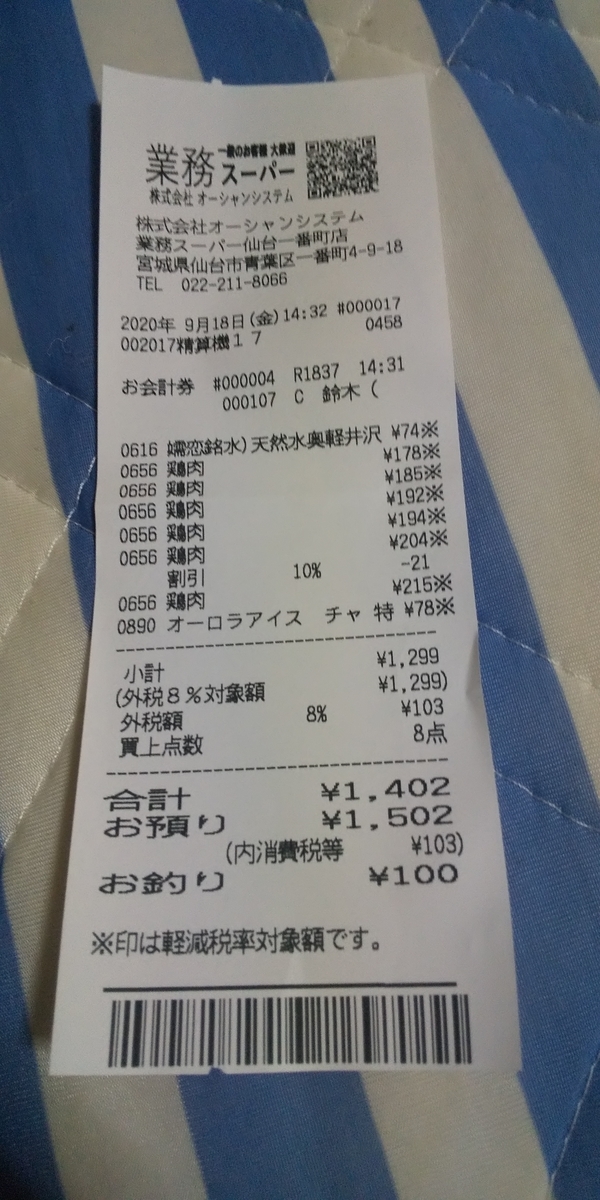 業務スーパー
一般のお客様 大歓迎
株式会社 オーシャンシステム
株式会社オーシャンシステム
業務スーパー仙台一番町店
宮城県仙台市青葉区一番町4-9-18
TEL 022-211-8066
2020年 9月18日(金)14:32 #000017
002017精算機17 0458
お会計券 #000004 R1837 14:31
000107 C 鈴木 (
0616 嬬恋銘水)天然水奥軽井沢 ¥74※
0656 鶏肉 ¥178※
0656 鶏肉 ¥185※
0656 鶏肉 ¥192※
0656 鶏肉 ¥194※
0656 鶏肉 ¥204※
割引 10% -21
0656 鶏肉 ¥215※
0890 オーロラアイス チャ 特 ¥78※
小計 ¥1,299
(外税8%対象額 ¥1,299)
外税額 8% ¥103
買上点数 8点
合計 ¥1,402
お預り ¥1,502
(内消費税等 ¥103)
お釣り ¥100
※印は軽減税率対象額です。